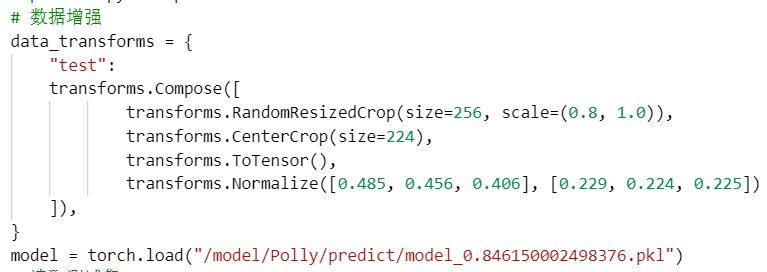 # 数据增强
data_transforms = {
    "test":
    transforms.Compose([
            transforms.RandomResizedCrop(size=256, scale=(0.8, 1.0)),
            transforms.CenterCrop(size=224),
            transforms.ToTensor(),
            transforms.Normalize([0.485, 0.456, 0.406], [0.229, 0.224, 0.225])
    ]),
}
model = torch.load("/model/Polly/predict/model_0.846150002498376.pkl")